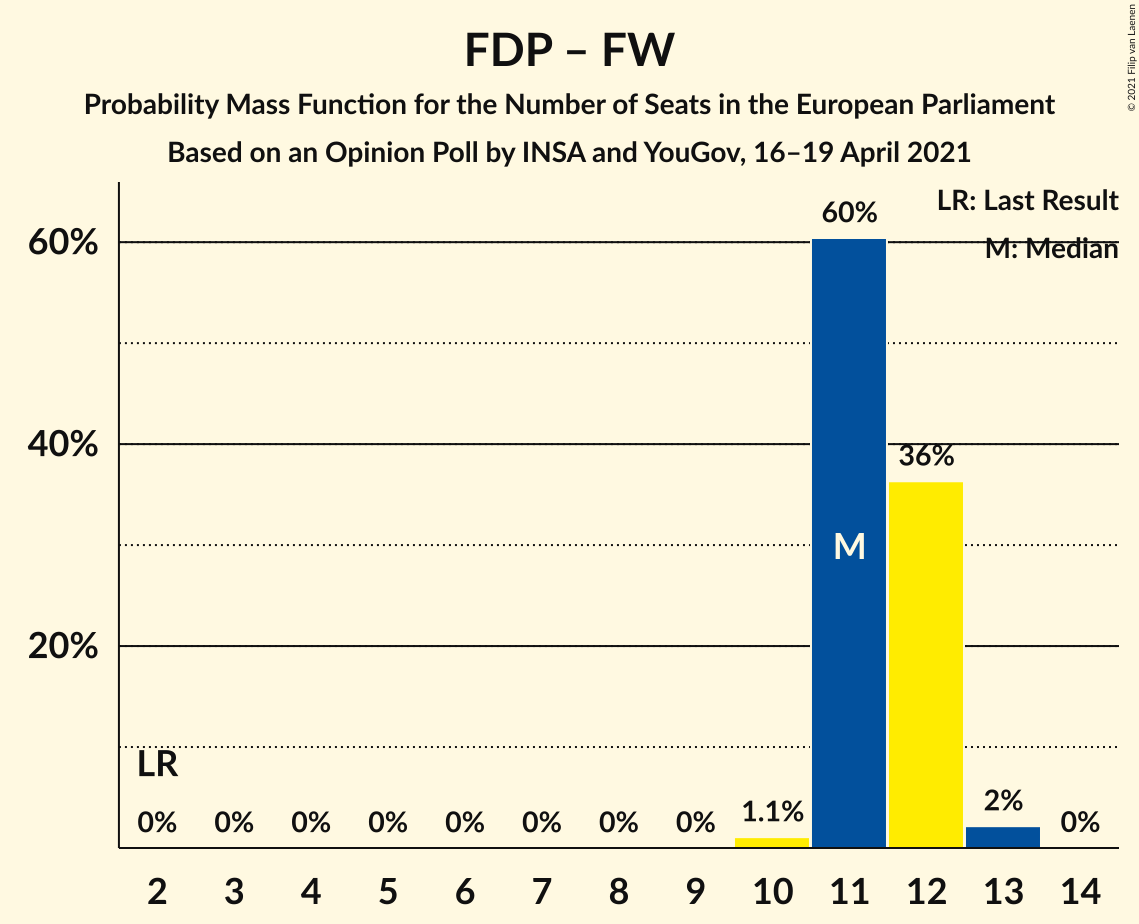 FDP – FW
Probability Mass Function for the Number of Seats in the European Parliament
Based on an Opinion Poll by INSA and YouGov, 16–19 April 2021
© 2021 Filip van Laenen
LR: Last Result
M: Median
60%
40%
20%
60%
36%
M
LR
0% 0% 0% 0% 0% 0% 0% 0% 1.1% 2% 0%
2 3 4 5 6 7 8 9 10 11 12 13 14